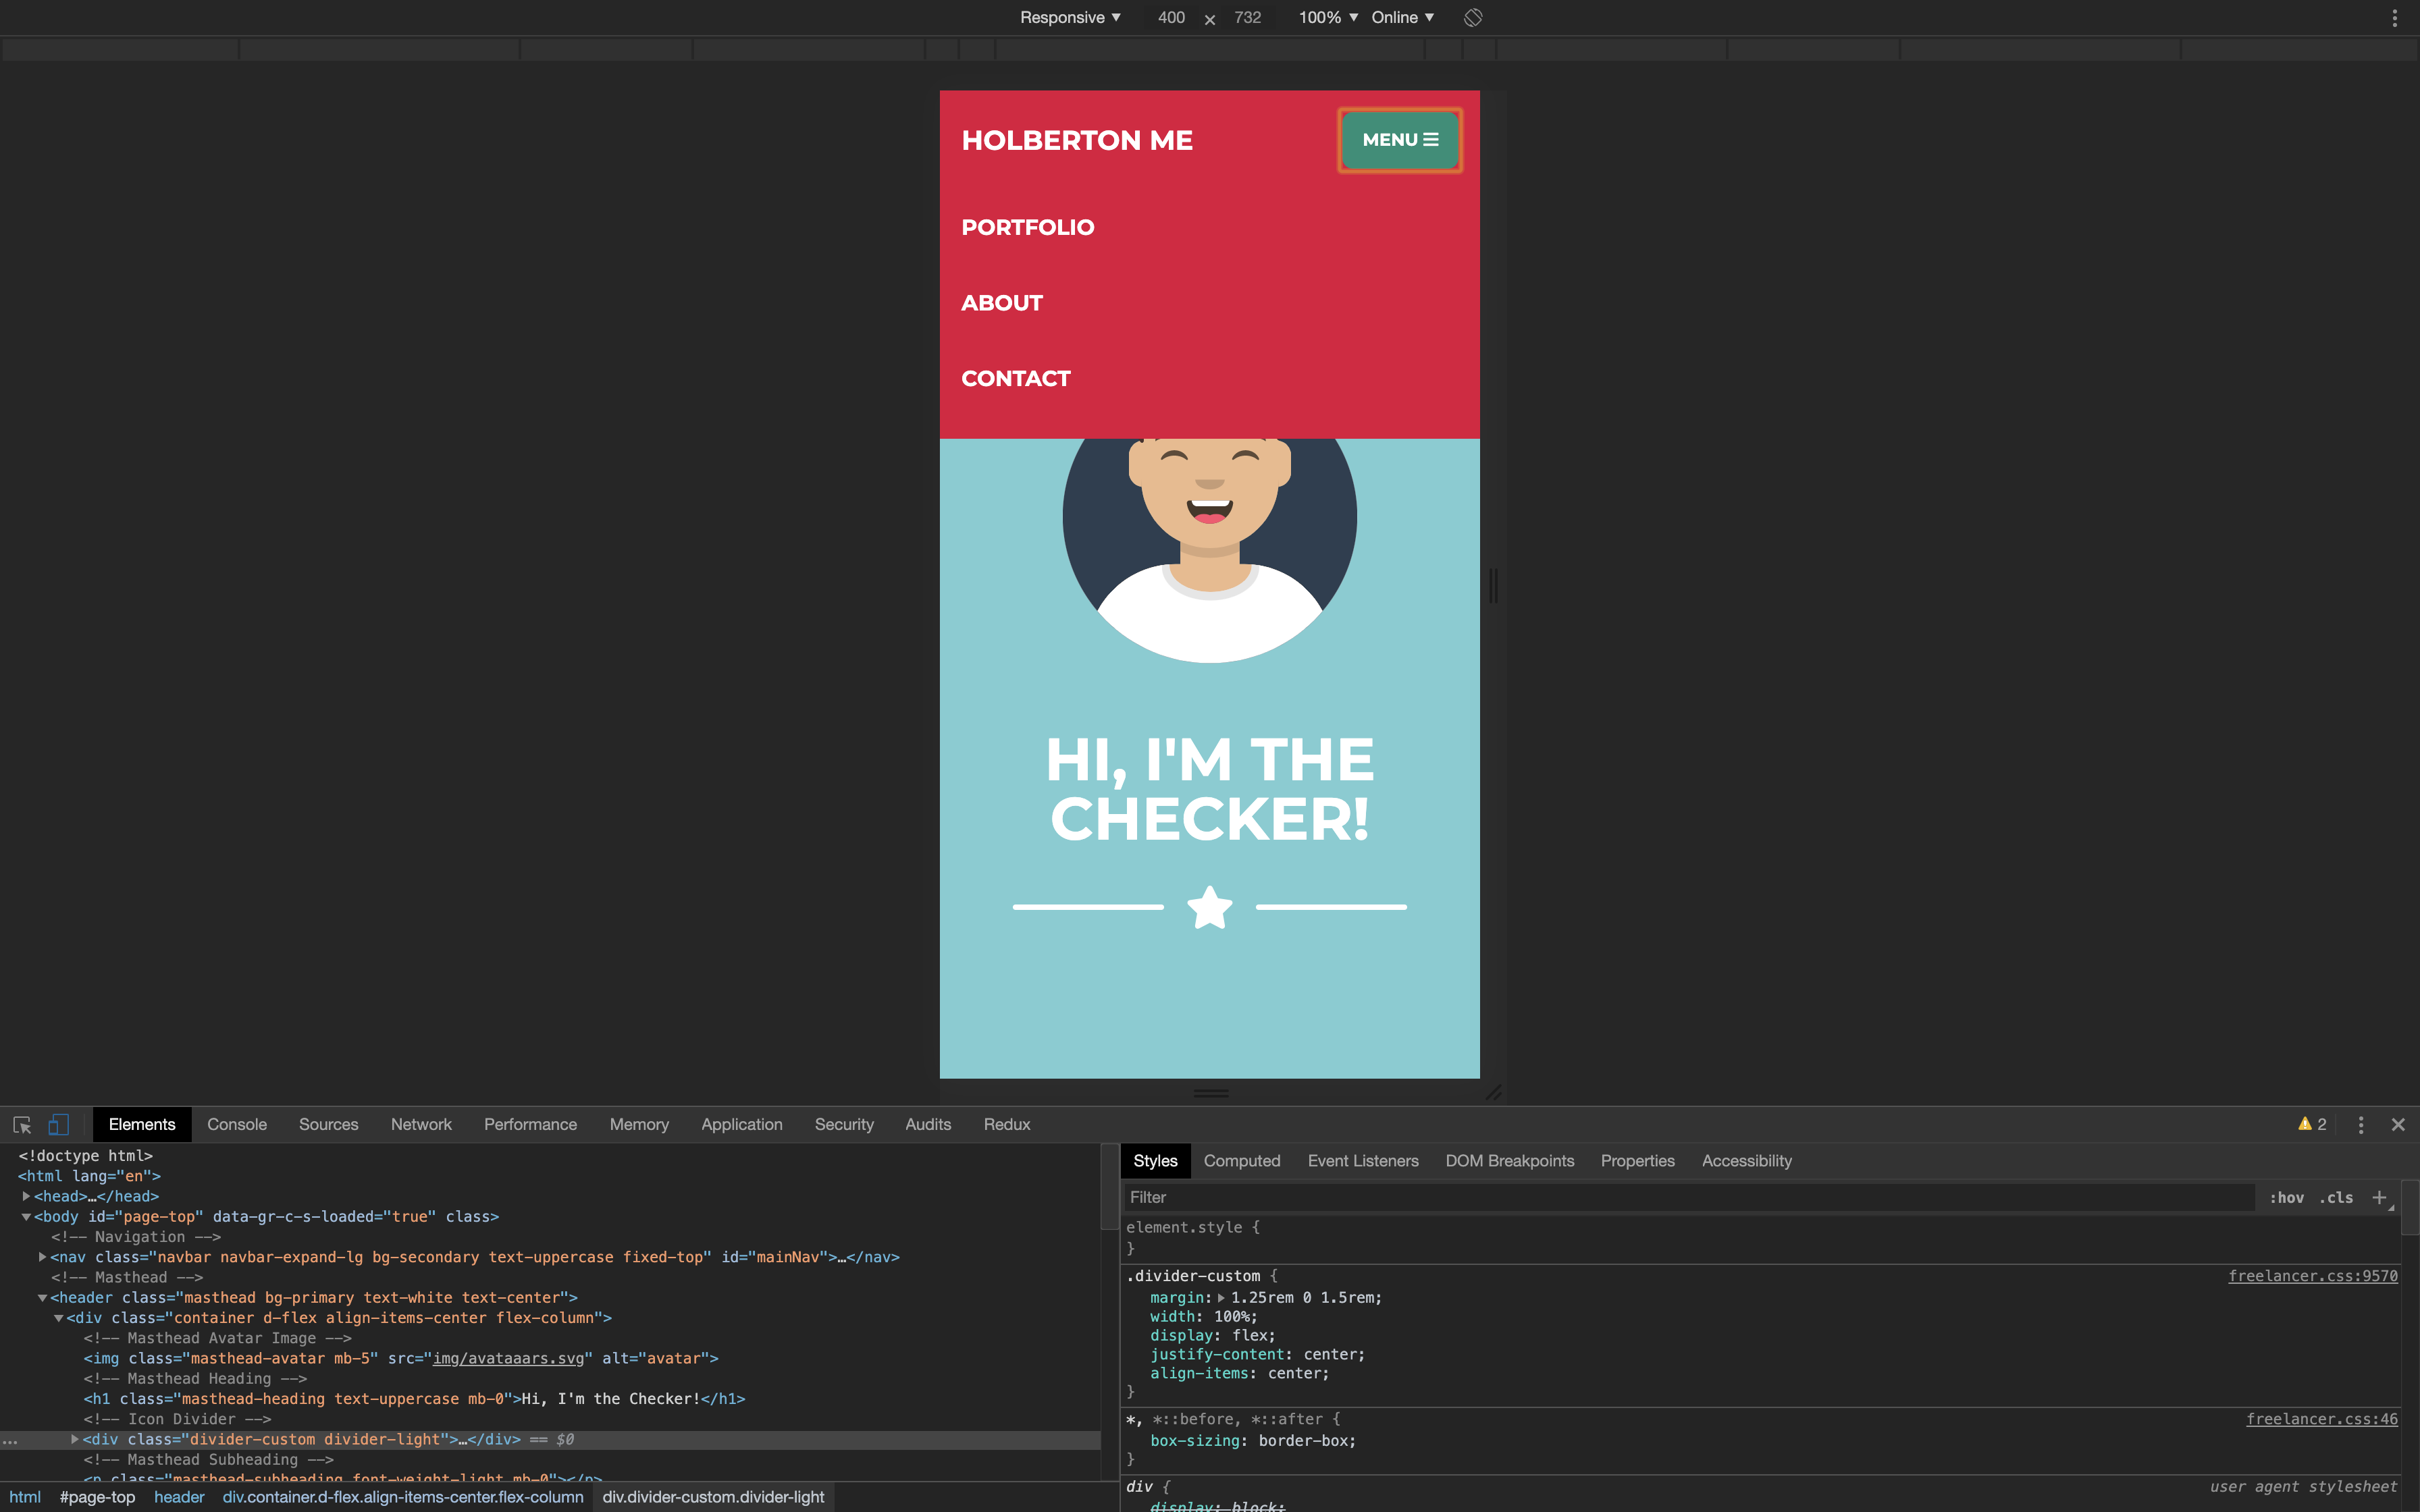 Responsive ▼ 400 × 732 100% ▼ Online ▼
HOLBERTON ME
MENU
PORTFOLIO
ABOUT
CONTACT
HI, I'M THE
CHECKER!
Elements Console Sources Network Performance Memory Application Security Audits Redux 2
<!doctype html>
<html lang="en">
<head>…</head>
<body id="page-top" data-gr-c-s-loaded="true" class>
<!-- Navigation -->
<nav class="navbar navbar-expand-lg bg-secondary text-uppercase fixed-top" id="mainNav">…</nav>
<!-- Masthead -->
<header class="masthead bg-primary text-white text-center">
<div class="container d-flex align-items-center flex-column">
<!-- Masthead Avatar Image -->
<img class="masthead-avatar mb-5" src="img/avataaars.svg" alt="avatar">
<!-- Masthead Heading -->
<h1 class="masthead-heading text-uppercase mb-0">Hi, I'm the Checker!</h1>
<!-- Icon Divider -->
… <div class="divider-custom divider-light">…</div> == $0
<!-- Masthead Subheading -->
<p class="masthead-subheading font-weight-light mb-0"></p>
html #page-top header div.container.d-flex.align-items-center.flex-column div.divider-custom.divider-light
Styles Computed Event Listeners DOM Breakpoints Properties Accessibility
Filter :hov .cls +
element.style {
}
.divider-custom { freelancer.css:9570
margin: 1.25rem 0 1.5rem;
width: 100%;
display: flex;
justify-content: center;
align-items: center;
}
*, *::before, *::after { freelancer.css:46
box-sizing: border-box;
}
div { user agent stylesheet
display: block;